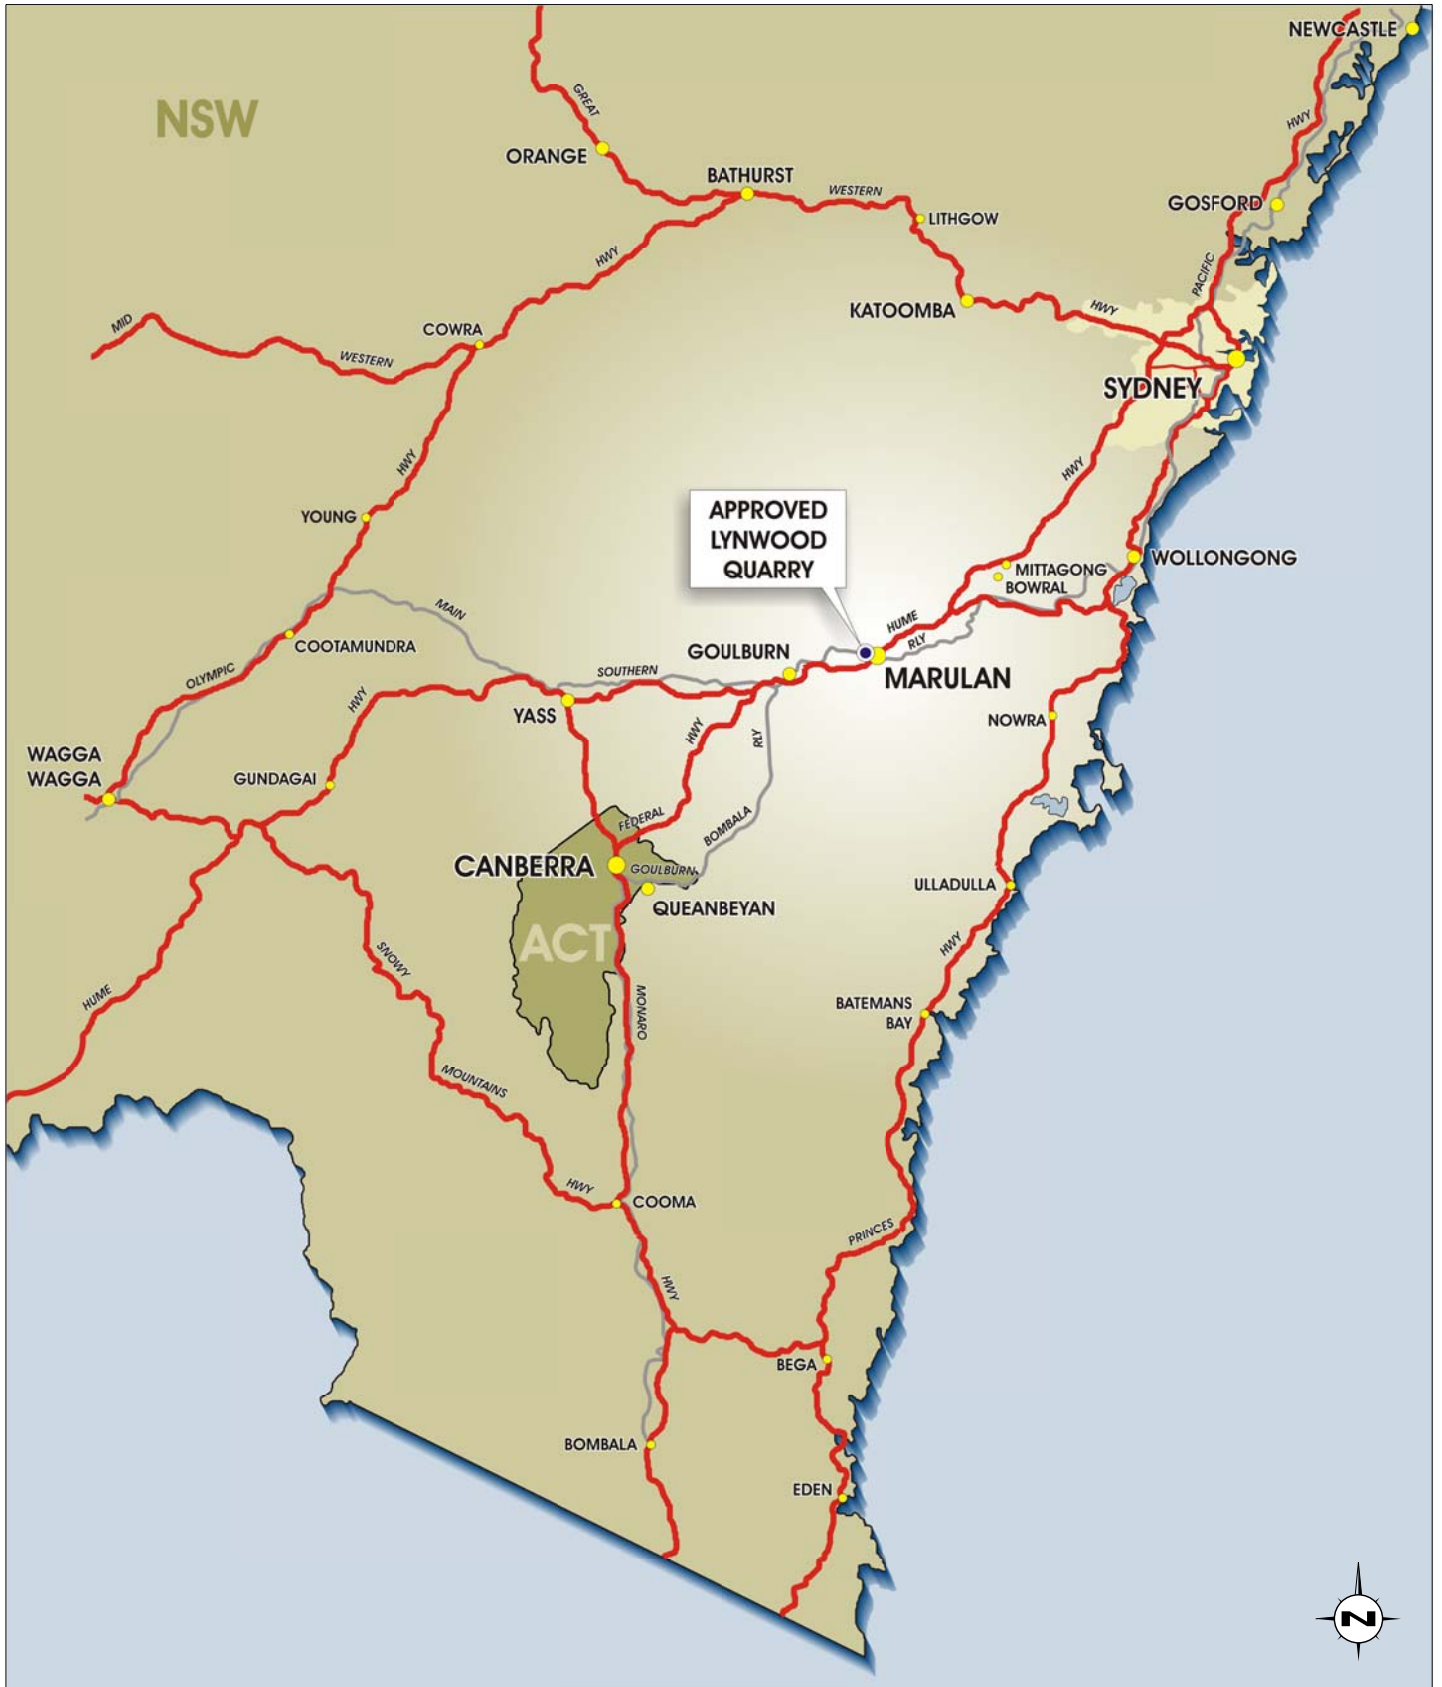 NEWCASTLE
NSW
GREAT
HWY
ORANGE
BATHURST
WESTERN
LITHGOW
GOSFORD
HWY
PACIFIC
KATOOMBA
HWY
MID
COWRA
WESTERN
SYDNEY
HWY
HWY
APPROVED
LYNWOOD
QUARRY
YOUNG
WOLLONGONG
MITTAGONG
BOWRAL
MAIN
HUME
RLY
COOTAMUNDRA
GOULBURN
SOUTHERN
MARULAN
OLYMPIC
HWY
YASS
NOWRA
HWY
RLY
WAGGA
WAGGA
GUNDAGAI
FEDERAL
BOMBALA
CANBERRA
GOULBURN
ULLADULLA
QUEANBEYAN
ACT
HWY
SNOWY
HUME
MONARO
BATEMANS
BAY
MOUNTAINS
HWY
COOMA
PRINCES
HWY
BEGA
BOMBALA
EDEN
N